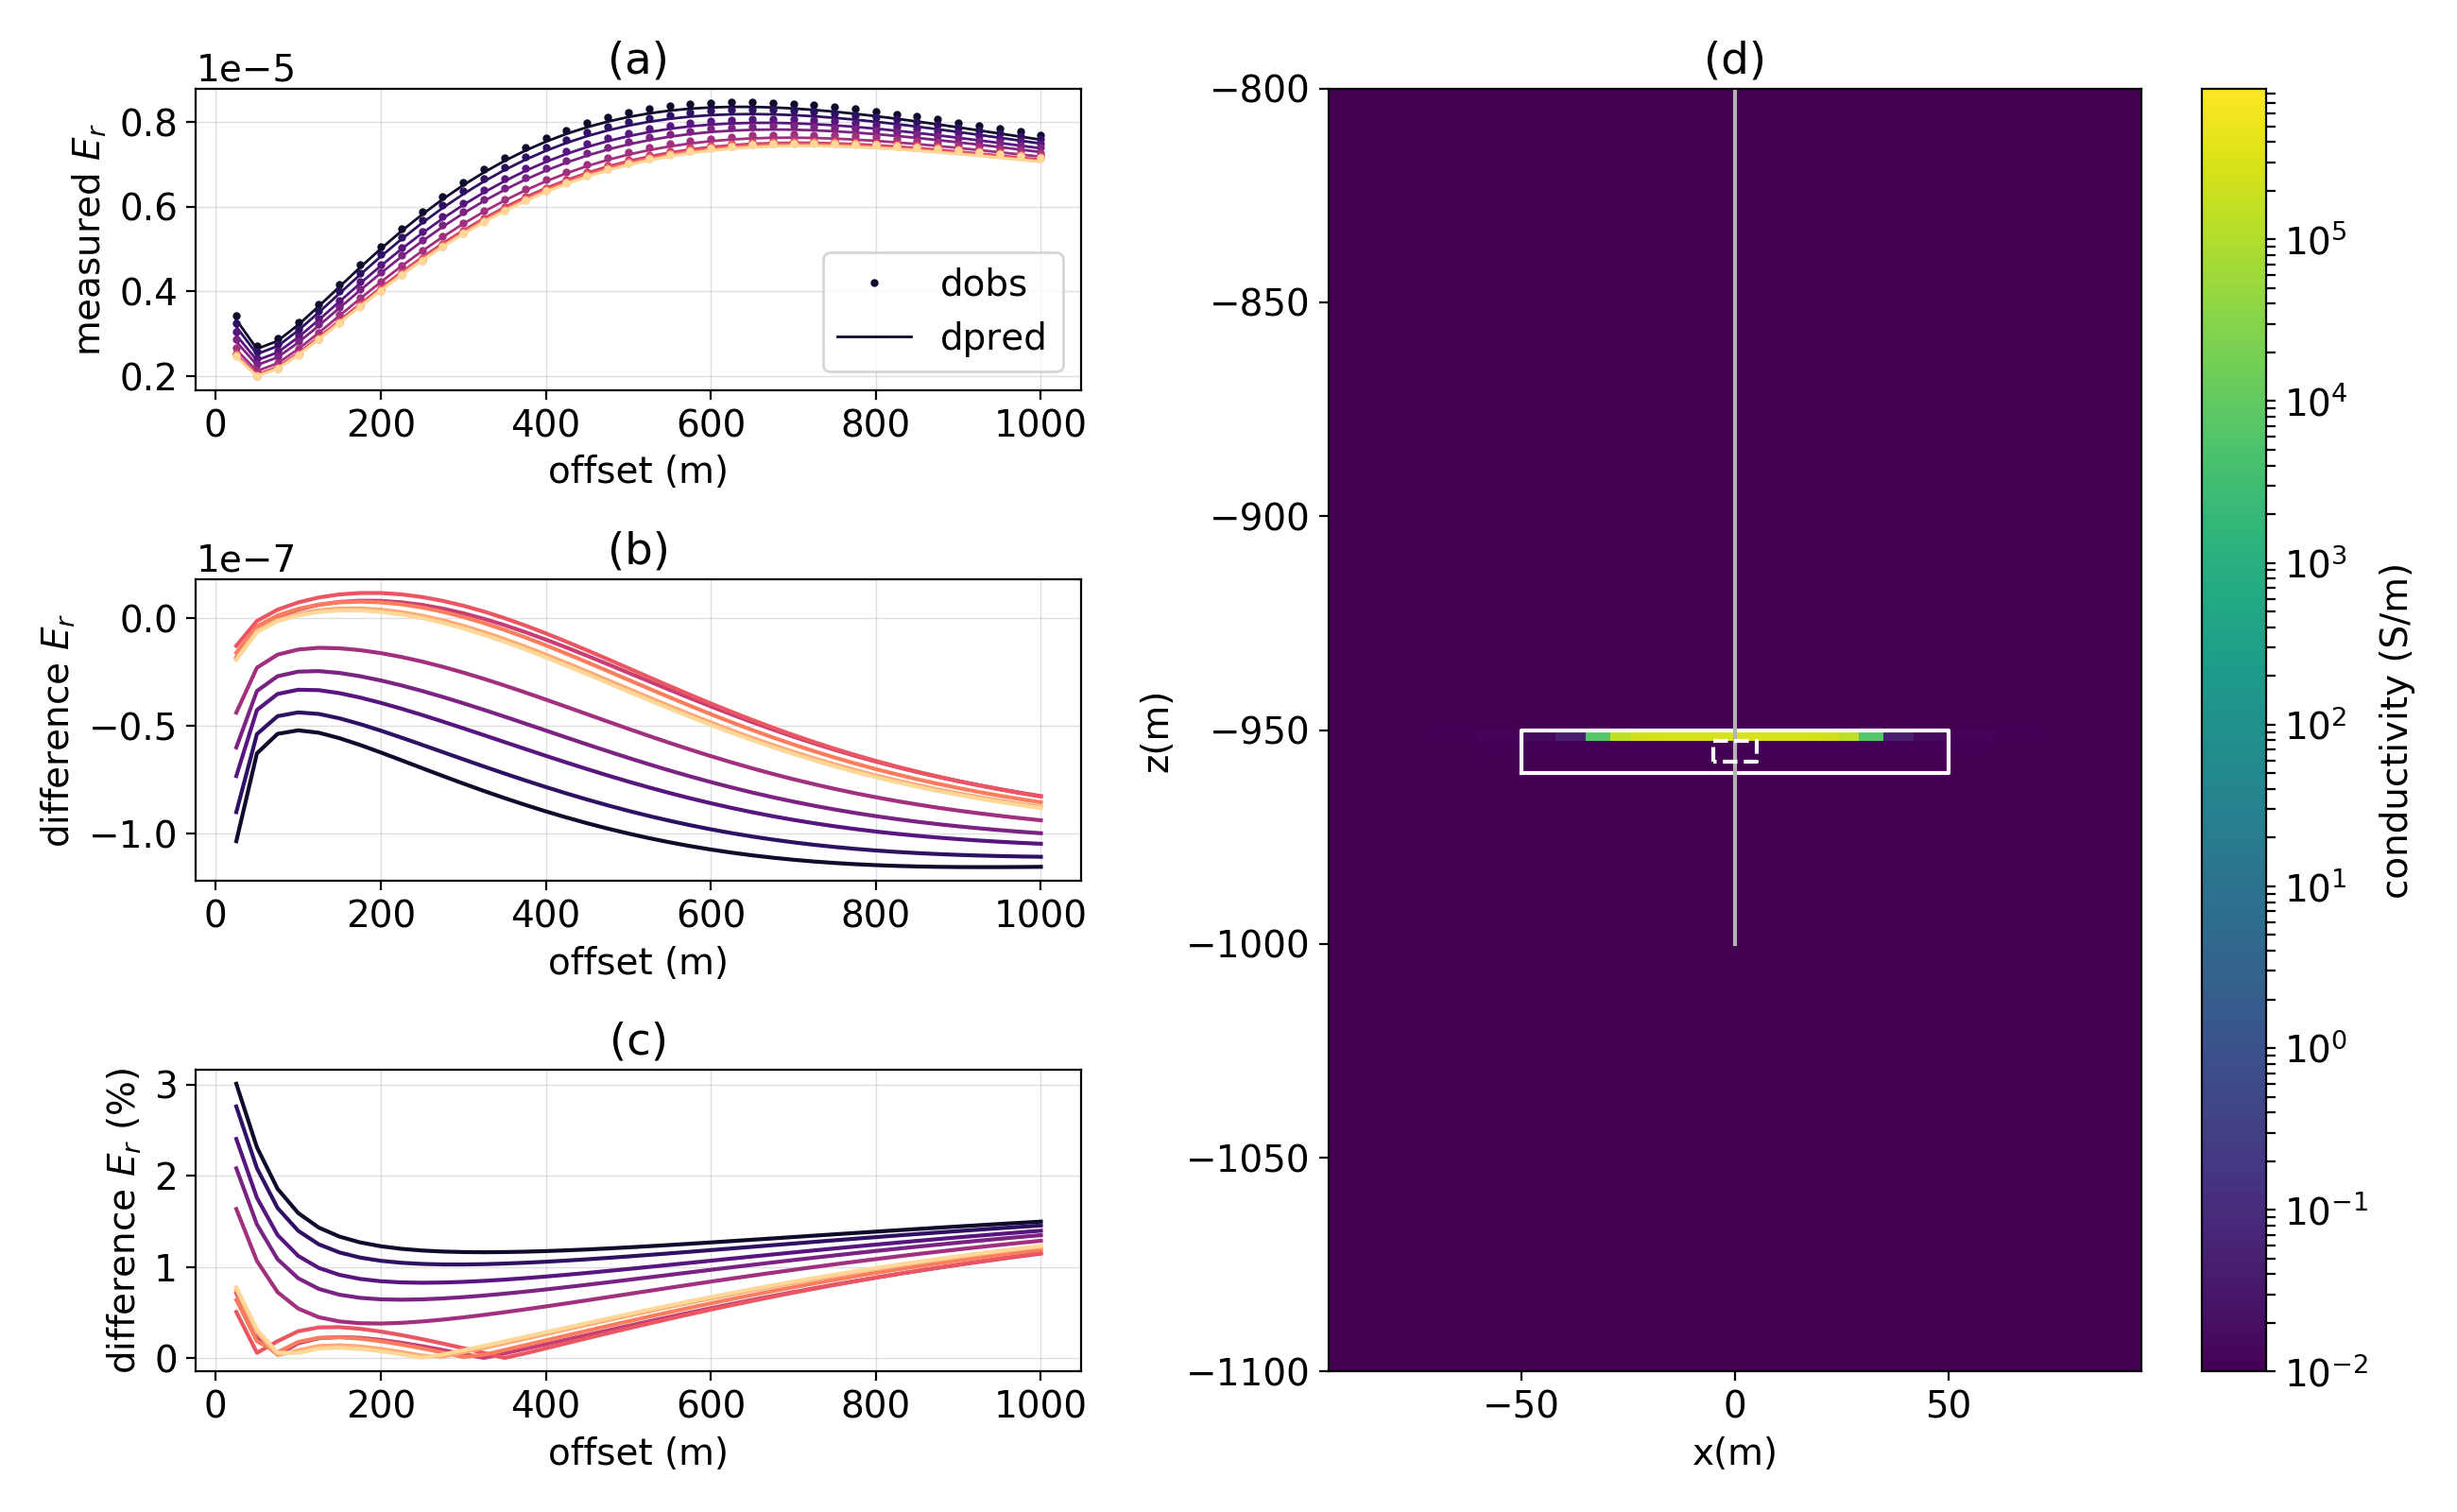 (a)
1e−5
measured E_r
0.8
0.6
0.4
0.2
dobs
dpred
0 200 400 600 800 1000
offset (m)
(b)
1e−7
difference E_r
0.0
−0.5
−1.0
0 200 400 600 800 1000
offset (m)
(c)
difference E_r (%)
3
2
1
0
0 200 400 600 800 1000
offset (m)
(d)
z(m)
−800
−850
−900
−950
−1000
−1050
−1100
−50 0 50
x(m)
10^5
10^4
10^3
10^2
10^1
10^0
10^−1
10^−2
conductivity (S/m)